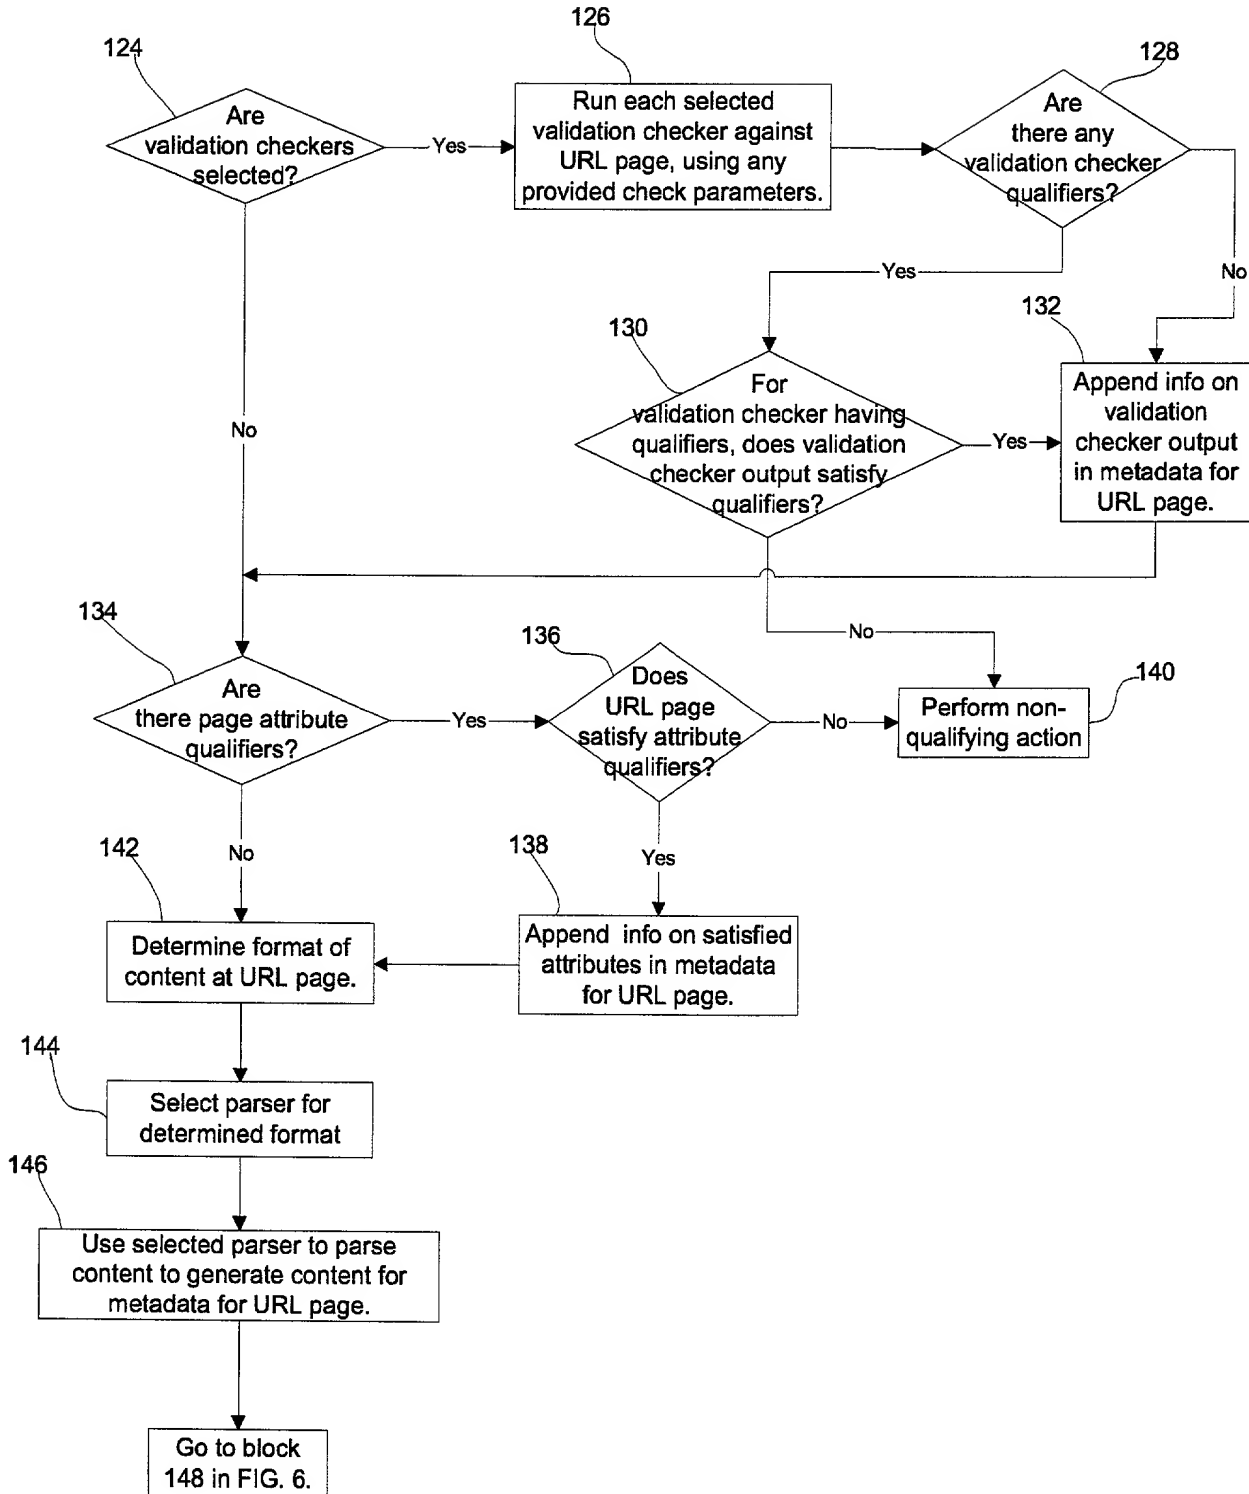 124
Are
validation checkers
selected?
Yes
126
Run each selected
validation checker against
URL page, using any
provided check parameters.
128
Are
there any
validation checker
qualifiers?
Yes
No
130
For
validation checker having
qualifiers, does validation
checker output satisfy
qualifiers?
Yes
132
Append info on
validation
checker output
in metadata for
URL page.
No
No
134
Are
there page attribute
qualifiers?
Yes
136
Does
URL page
satisfy attribute
qualifiers?
No
140
Perform non-
qualifying action
No
Yes
142
Determine format of
content at URL page.
138
Append info on satisfied
attributes in metadata
for URL page.
144
Select parser for
determined format
146
Use selected parser to parse
content to generate content for
metadata for URL page.
Go to block
148 in FIG. 6.